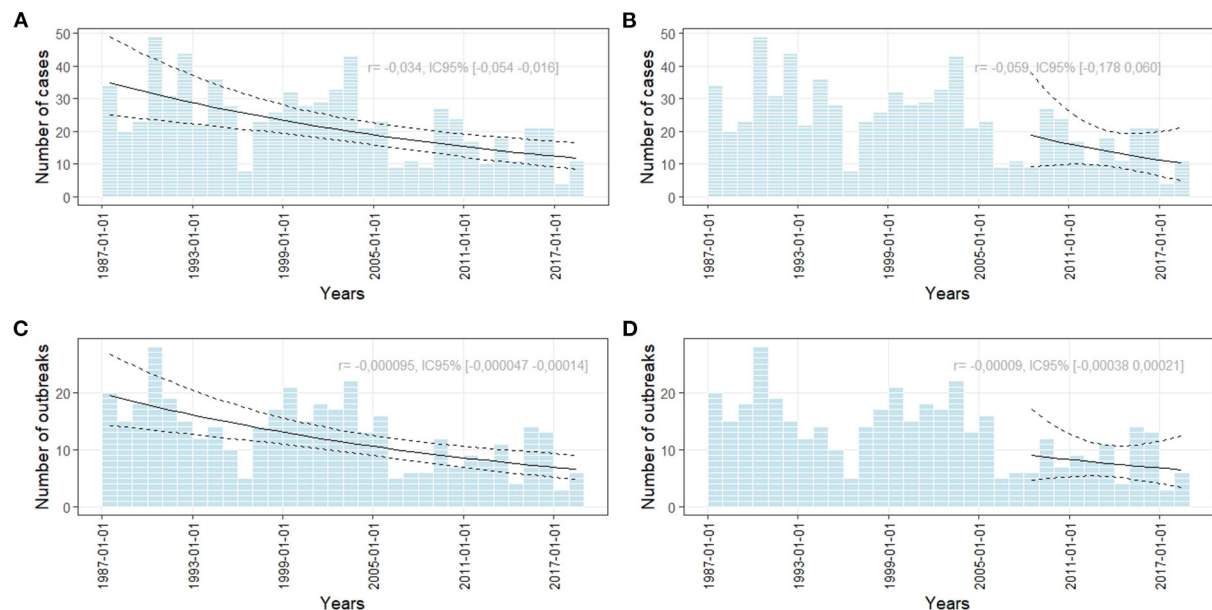 A
Number of cases
50
40
30
20
10
0
r= -0,034, IC95% [-0,054 -0,016]
1987-01-01
1993-01-01
1999-01-01
2005-01-01
2011-01-01
2017-01-01
Years
B
Number of cases
50
40
30
20
10
0
r= -0,059, IC95% [-0,178 0,060]
1987-01-01
1993-01-01
1999-01-01
2005-01-01
2011-01-01
2017-01-01
Years
C
Number of outbreaks
20
10
0
r= -0,000095, IC95% [-0,000047 -0,00014]
1987-01-01
1993-01-01
1999-01-01
2005-01-01
2011-01-01
2017-01-01
Years
D
Number of outbreaks
20
10
0
r= -0,00009, IC95% [-0,00038 0,00021]
1987-01-01
1993-01-01
1999-01-01
2005-01-01
2011-01-01
2017-01-01
Years